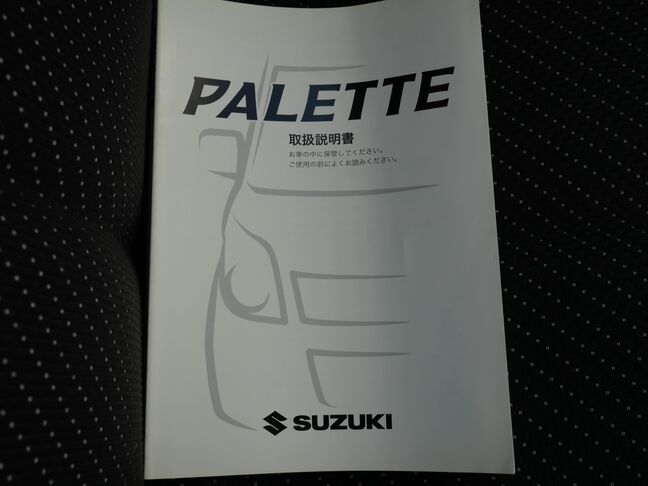 PALETTE
取扱説明書
お車の中に保管してください。
ご使用の前によくお読みください。
SUZUKI